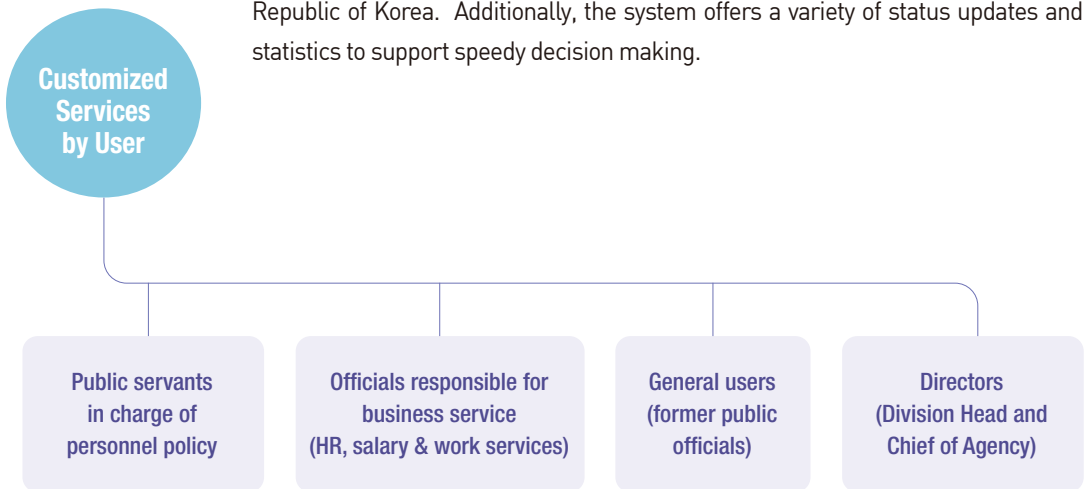 Republic of Korea. Additionally, the system offers a variety of status updates and
statistics to support speedy decision making.
Customized
Services
by User
Public servants
in charge of
personnel policy
Officials responsible for
business service
(HR, salary & work services)
General users
(former public
officials)
Directors
(Division Head and
Chief of Agency)